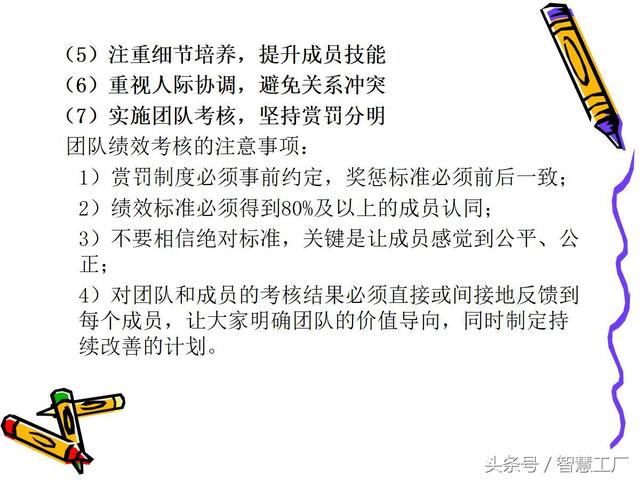 （5）注重细节培养，提升成员技能
（6）重视人际协调，避免关系冲突
（7）实施团队考核，坚持赏罚分明
团队绩效考核的注意事项：
1）赏罚制度必须事前约定，奖惩标准必须前后一致；
2）绩效标准必须得到80%及以上的成员认同；
3）不要相信绝对标准，关键是让成员感觉到公平、公
正；
4）对团队和成员的考核结果必须直接或间接地反馈到
每个成员，让大家明确团队的价值导向，同时制定持
续改善的计划。
头条号 / 智慧工厂